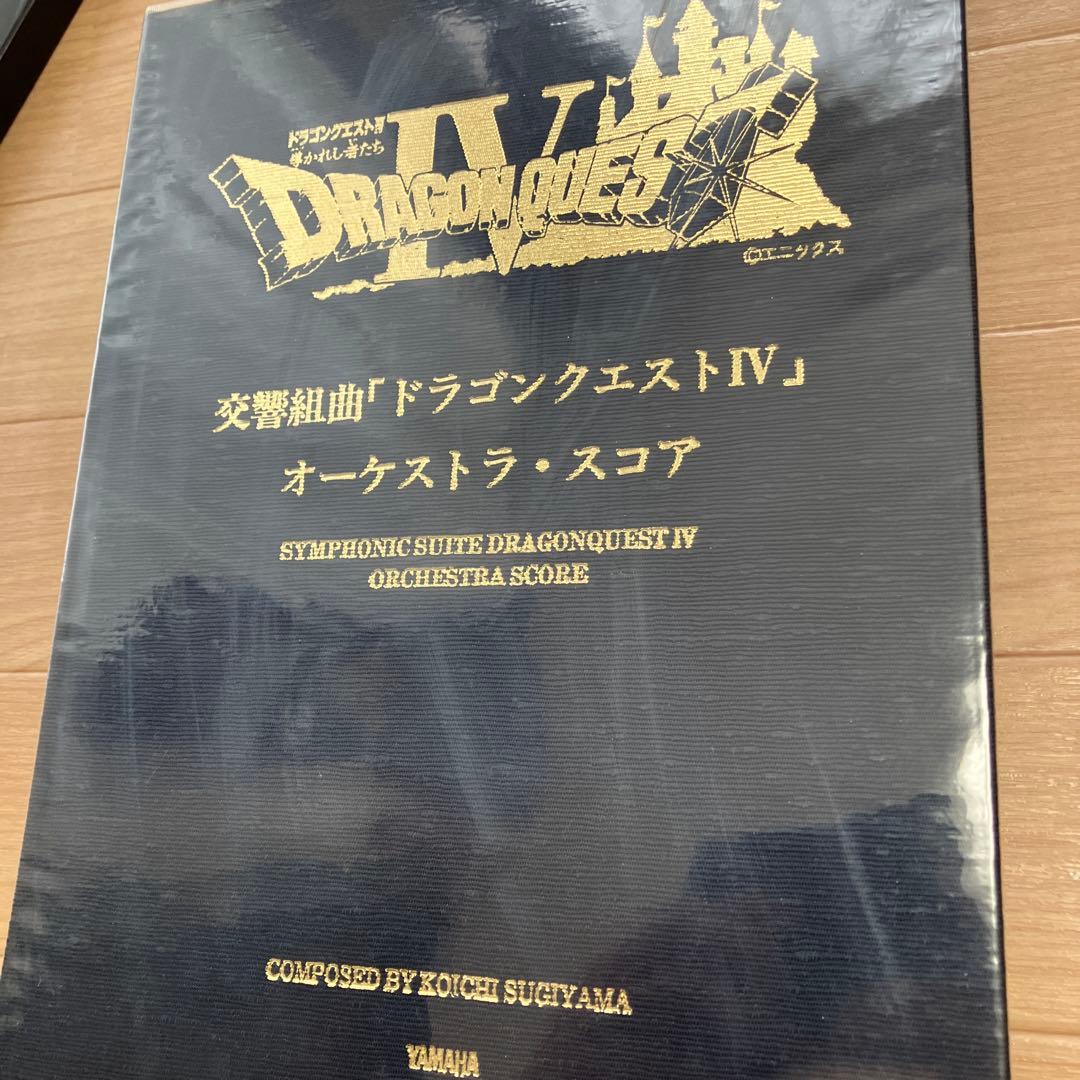 ドラゴンクエストIV
導かれし者たち
IV
DRAGON QUEST
©エニックス
交響組曲「ドラゴンクエストIV」
オーケストラ・スコア
SYMPHONIC SUITE DRAGONQUEST IV
ORCHESTRA SCORE
COMPOSED BY KOICHI SUGIYAMA
YAMAHA